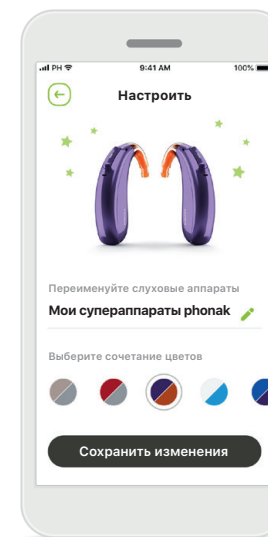 PH 9:41 AM 100%
Настроить
Переименуйте слуховые аппараты
Мои супераппараты phonak
Выберите сочетание цветов
Сохранить изменения